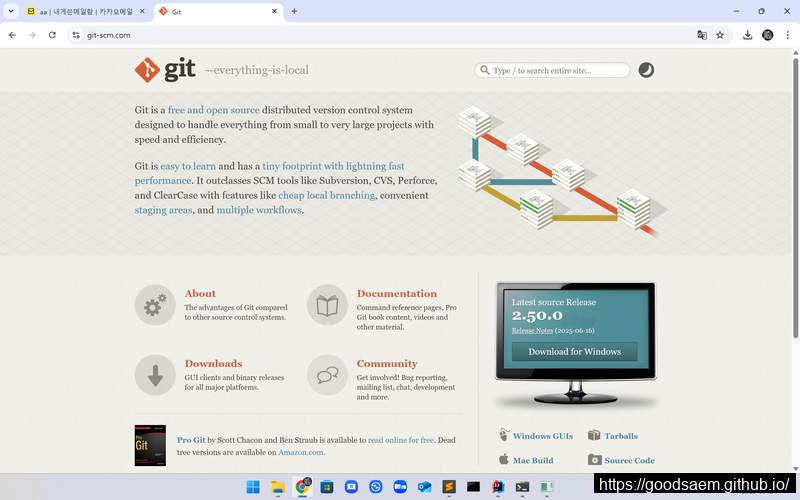 aa | 내게쓴메일함 | 카카오메일
Git
git-scm.com
git --everything-is-local
Type / to search entire site...
Git is a free and open source distributed version control system
designed to handle everything from small to very large projects with
speed and efficiency.
Git is easy to learn and has a tiny footprint with lightning fast
performance. It outclasses SCM tools like Subversion, CVS, Perforce,
and ClearCase with features like cheap local branching, convenient
staging areas, and multiple workflows.
About
The advantages of Git compared
to other source control systems.
Documentation
Command reference pages, Pro
Git book content, videos and
other material.
Downloads
GUI clients and binary releases
for all major platforms.
Community
Get involved! Bug reporting,
mailing list, chat, development
and more.
Latest source Release
2.50.0
Release Notes (2025-06-16)
Download for Windows
Windows GUIs
Tarballs
Mac Build
Source Code
Pro
Git
Pro Git by Scott Chacon and Ben Straub is available to read online for free. Dead
tree versions are available on Amazon.com.
https://goodsaem.github.io/